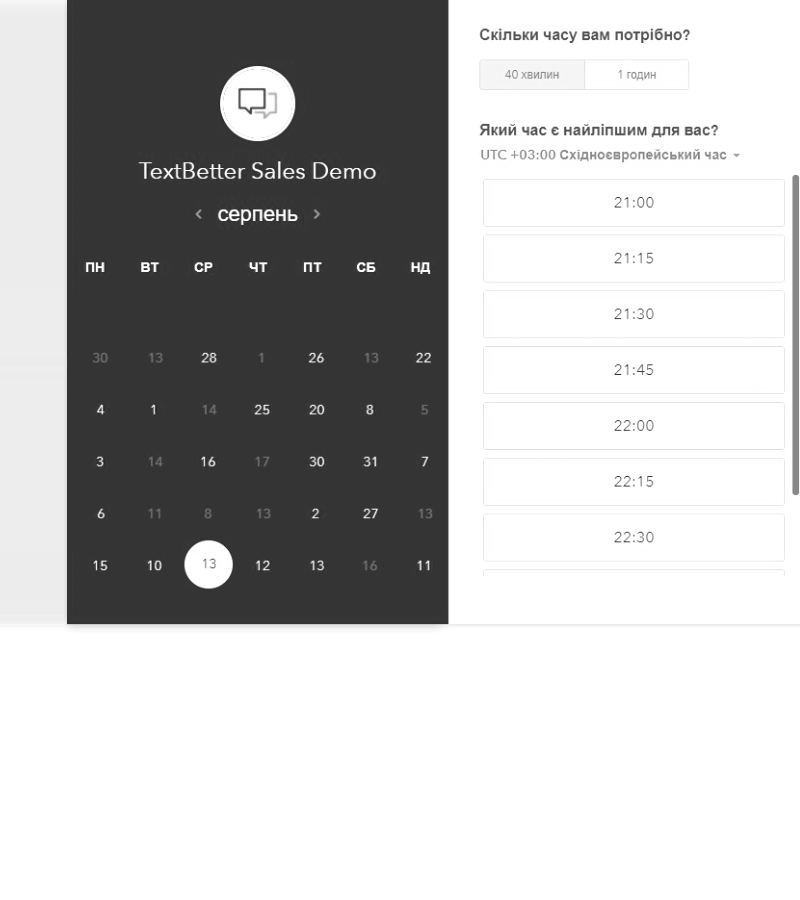 TextBetter Sales Demo
серпень
ПН ВТ СР ЧТ ПТ СБ НД
30 13 28 1 26 13 22
4 1 14 25 20 8 5
3 14 16 17 30 31 7
6 11 8 13 2 27 13
15 10 13 12 13 16 11
Скільки часу вам потрібно?
40 хвилин 1 годин
Який час є найліпшим для вас?
UTC +03:00 Східноєвропейський час
21:00
21:15
21:30
21:45
22:00
22:15
22:30